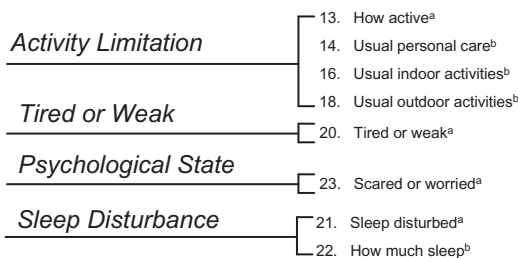 Activity Limitation
13. How activeᵃ
14. Usual personal careᵇ
16. Usual indoor activitiesᵇ
18. Usual outdoor activitiesᵇ
Tired or Weak
20. Tired or weakᵃ
Psychological State
23. Scared or worriedᵃ
Sleep Disturbance
21. Sleep disturbedᵃ
22. How much sleepᵇ